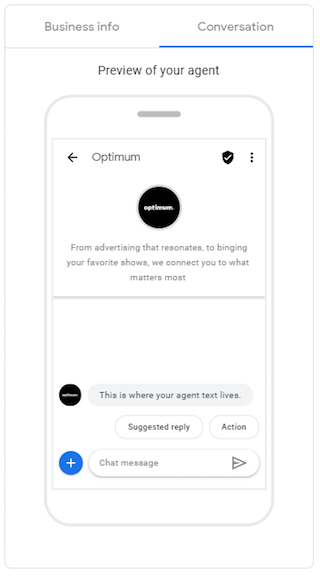 Business info
Conversation
Preview of your agent
Optimum
optimum.
From advertising that resonates, to binging
your favorite shows, we connect you to what
matters most
optimum.
This is where your agent text lives.
Suggested reply
Action
Chat message